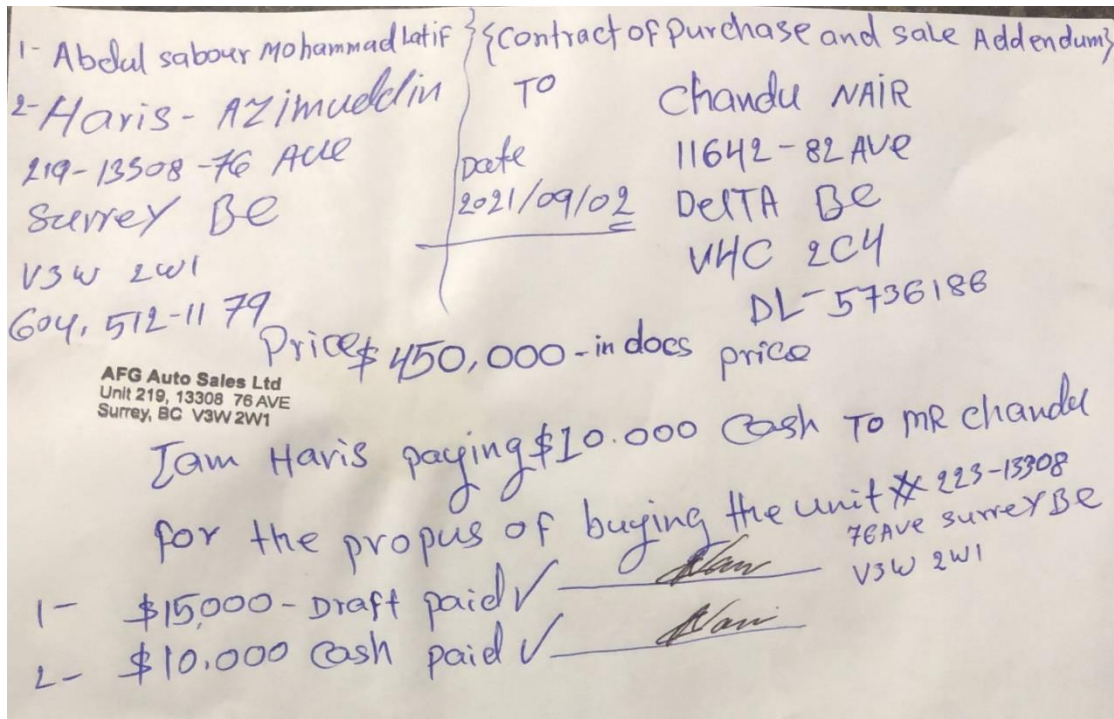 1- Abdul sabour Mohammad Latif
2- Haris - AZimuddin
219-13508-76 Ave
Surrey BC
V3W 2W1
604, 512-11 79
{Contract of Purchase and sale Addendum}
TO
Date
2021/09/02
Chandu NAIR
11642-82 AVe
DelTA BC
V4C 2C4
DL-5736186
Price $450,000 - in docs price
AFG Auto Sales Ltd
Unit 219, 13308 76 AVE
Surrey, BC V3W 2W1
I am Haris paying $10.000 Cash To MR Chandu
for the propus of buying the unit # 223-13308
76Ave Surrey BC
V3W 2W1
1- $15,000 - Draft paid ✓
2- $10.000 Cash paid ✓